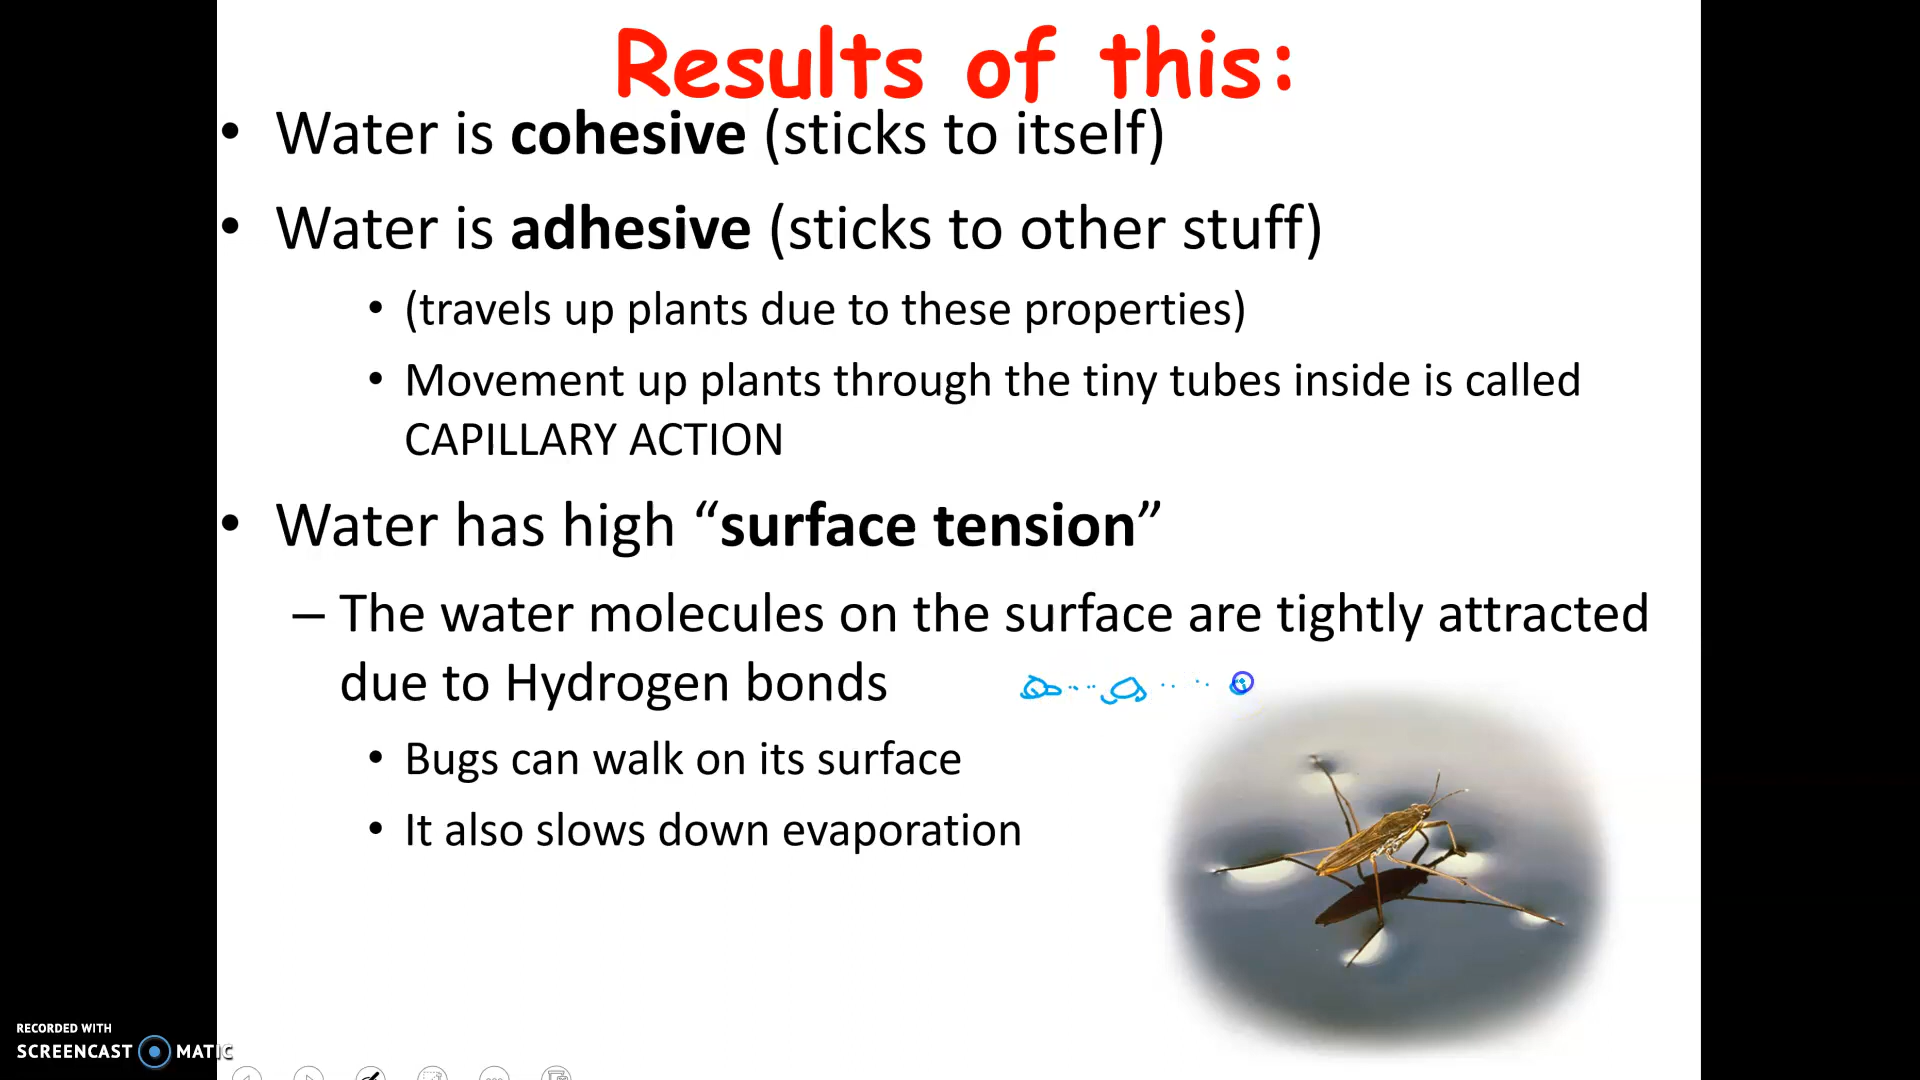 Results of this:
• Water is cohesive (sticks to itself)
• Water is adhesive (sticks to other stuff)
• (travels up plants due to these properties)
• Movement up plants through the tiny tubes inside is called
CAPILLARY ACTION
• Water has high “surface tension”
– The water molecules on the surface are tightly attracted
due to Hydrogen bonds
• Bugs can walk on its surface
• It also slows down evaporation
RECORDED WITH
SCREENCAST MATIC